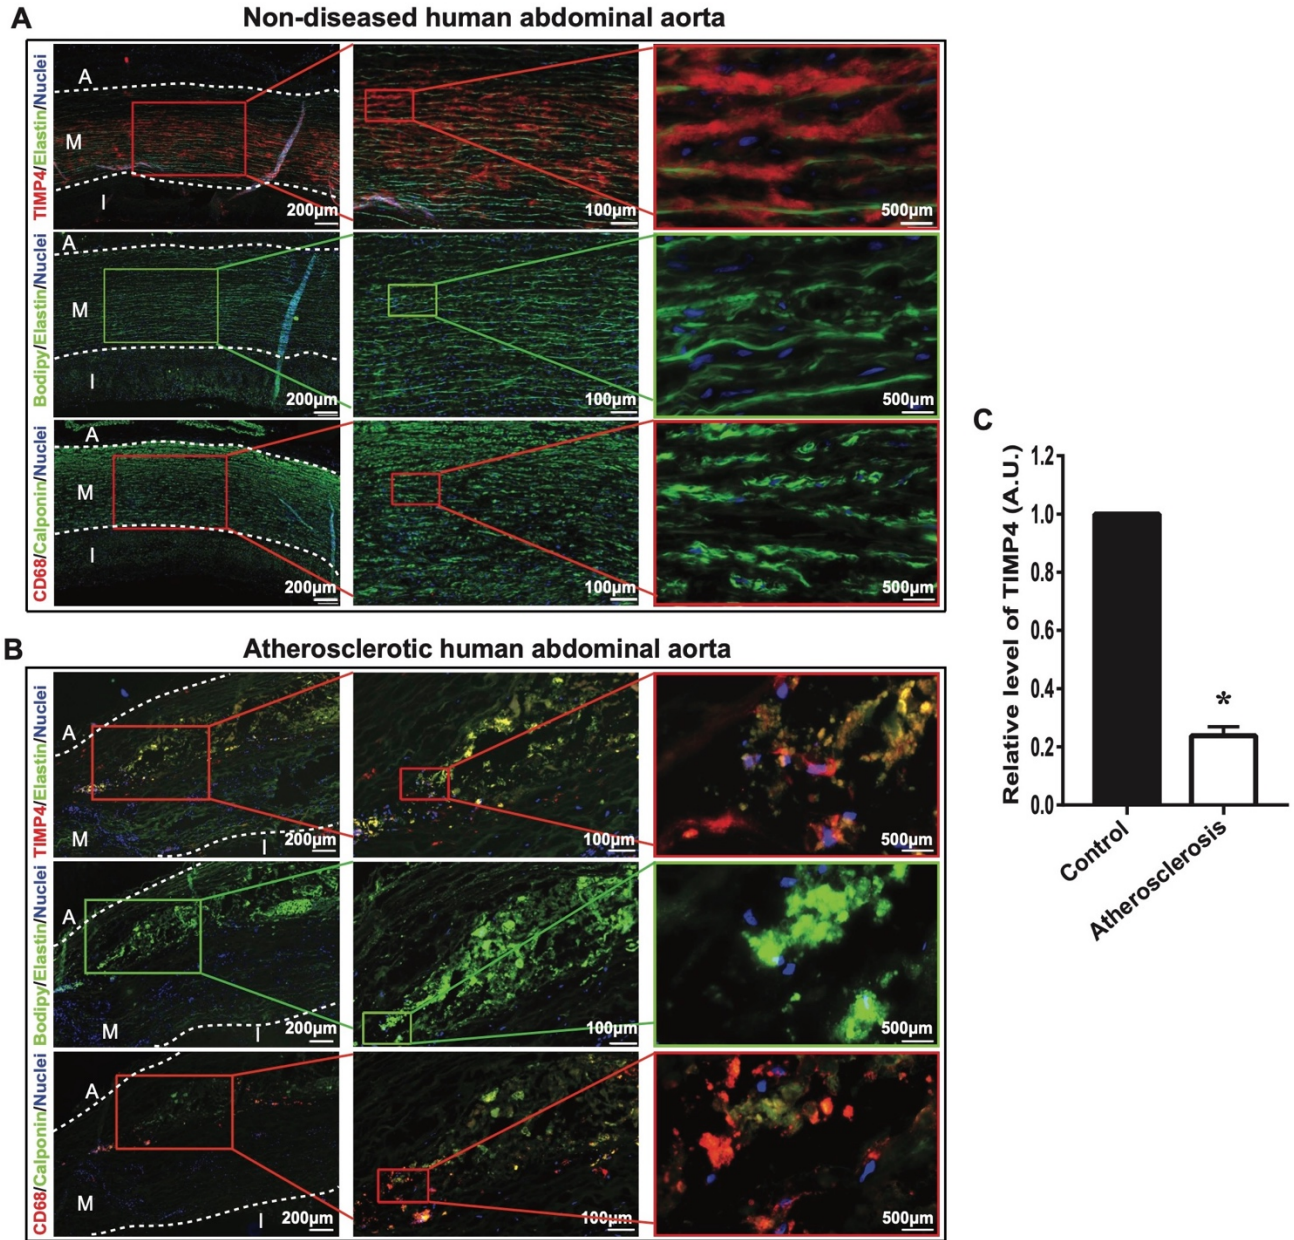 A
Non-diseased human abdominal aorta
TIMP4/Elastin/Nuclei
A
M
I
200µm
100µm
500µm
Bodipy/Elastin/Nuclei
A
M
I
200µm
100µm
500µm
CD68/Calponin/Nuclei
A
M
I
200µm
100µm
500µm
B
Atherosclerotic human abdominal aorta
TIMP4/Elastin/Nuclei
A
M
I
200µm
100µm
500µm
Bodipy/Elastin/Nuclei
A
M
I
200µm
100µm
500µm
CD68/Calponin/Nuclei
A
M
I
200µm
100µm
500µm
C
Relative level of TIMP4 (A.U.)
1.2
1.0
0.8
0.6
0.4
0.2
0.0
*
Control
Atherosclerosis